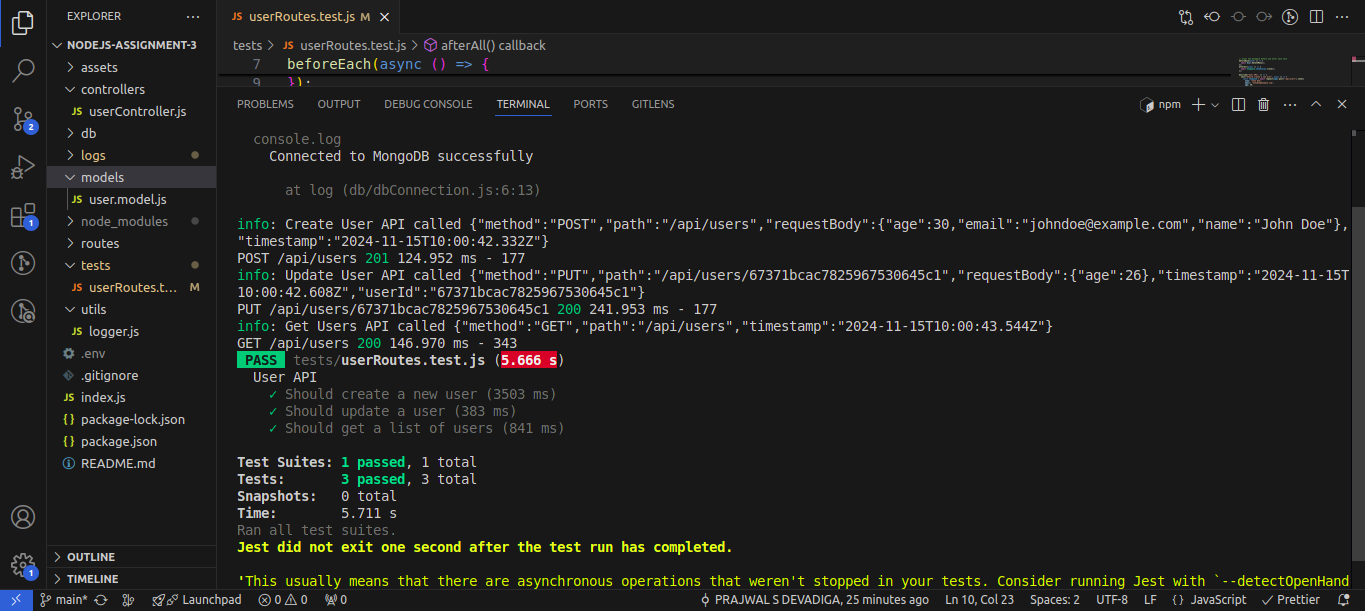 EXPLORER
···
JS userRoutes.test.js M
NODEJS-ASSIGNMENT-3
assets
controllers
JS userController.js
db
logs
models
JS user.model.js
node_modules
routes
tests
JS userRoutes.t... M
utils
JS logger.js
.env
.gitignore
JS index.js
{} package-lock.json
{} package.json
README.md
OUTLINE
TIMELINE
2
1
1
tests > JS userRoutes.test.js > afterAll() callback
7 beforeEach(async () => {
9 });
PROBLEMS OUTPUT DEBUG CONSOLE TERMINAL PORTS GITLENS
npm
console.log
Connected to MongoDB successfully
at log (db/dbConnection.js:6:13)
info: Create User API called {"method":"POST","path":"/api/users","requestBody":{"age":30,"email":"johndoe@example.com","name":"John Doe"},
"timestamp":"2024-11-15T10:00:42.332Z"}
POST /api/users 201 124.952 ms - 177
info: Update User API called {"method":"PUT","path":"/api/users/67371bcac7825967530645c1","requestBody":{"age":26},"timestamp":"2024-11-15T
10:00:42.608Z","userId":"67371bcac7825967530645c1"}
PUT /api/users/67371bcac7825967530645c1 200 241.953 ms - 177
info: Get Users API called {"method":"GET","path":"/api/users","timestamp":"2024-11-15T10:00:43.544Z"}
GET /api/users 200 146.970 ms - 343
PASS tests/userRoutes.test.js (5.666 s)
User API
✓ Should create a new user (3503 ms)
✓ Should update a user (383 ms)
✓ Should get a list of users (841 ms)
Test Suites: 1 passed, 1 total
Tests: 3 passed, 3 total
Snapshots: 0 total
Time: 5.711 s
Ran all test suites.
Jest did not exit one second after the test run has completed.
'This usually means that there are asynchronous operations that weren't stopped in your tests. Consider running Jest with `--detectOpenHand
main* Launchpad 0 0 0 PRAJWAL S DEVADIGA, 25 minutes ago Ln 10, Col 23 Spaces: 2 UTF-8 LF {} JavaScript Prettier